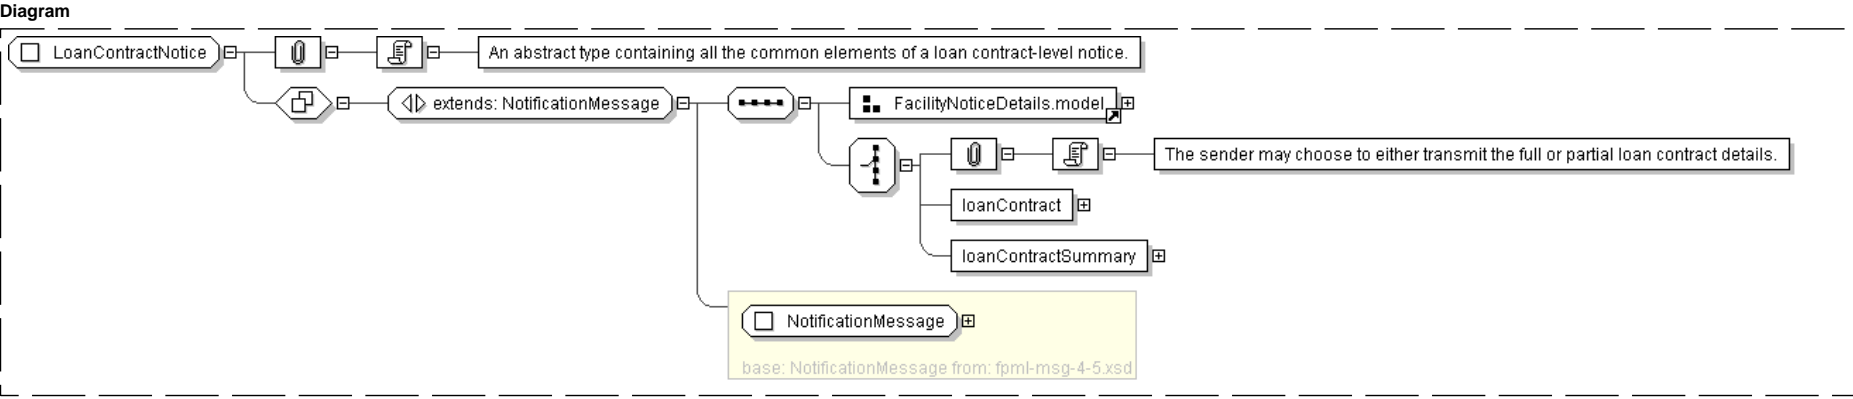 Diagram
LoanContractNotice
An abstract type containing all the common elements of a loan contract-level notice.
extends: NotificationMessage
FacilityNoticeDetails.model
The sender may choose to either transmit the full or partial loan contract details.
loanContract
loanContractSummary
NotificationMessage
base: NotificationMessage from: fpml-msg-4-5.xsd